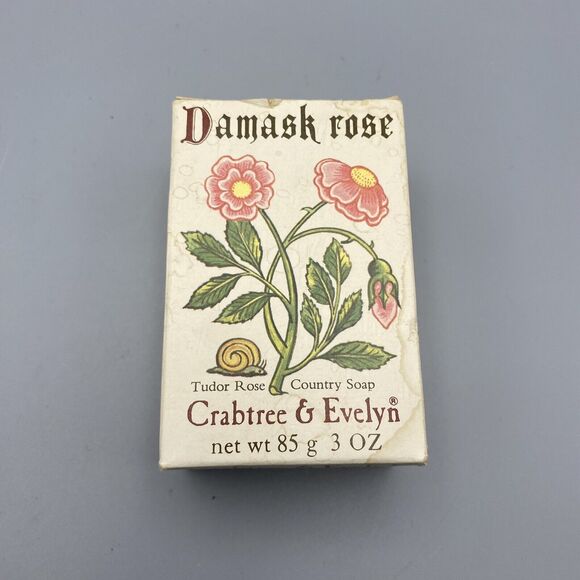 Damask rose
Tudor Rose Country Soap
Crabtree & Evelyn®
net wt 85 g 3 OZ